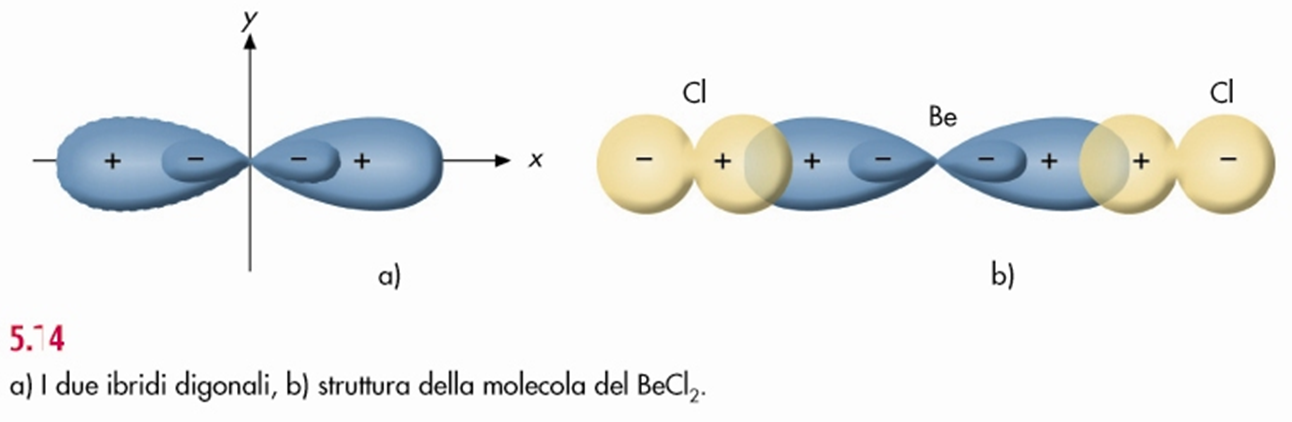 y
Cl
Cl
Be
+ − − + x
− + + − − + + −
a)
b)
5.14
a) I due ibridi digonali, b) struttura della molecola del BeCl₂.